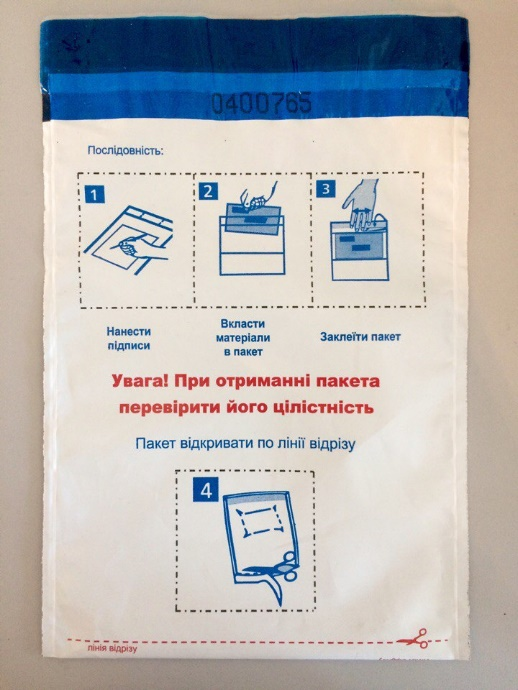 0400765
Послідовність:
1
2
3
Нанести
підписи
Вкласти
матеріали
в пакет
Заклеїти пакет
Увага! При отриманні пакета
перевірити його цілістність
Пакет відкривати по лінії відрізу
4
лінія відрізу